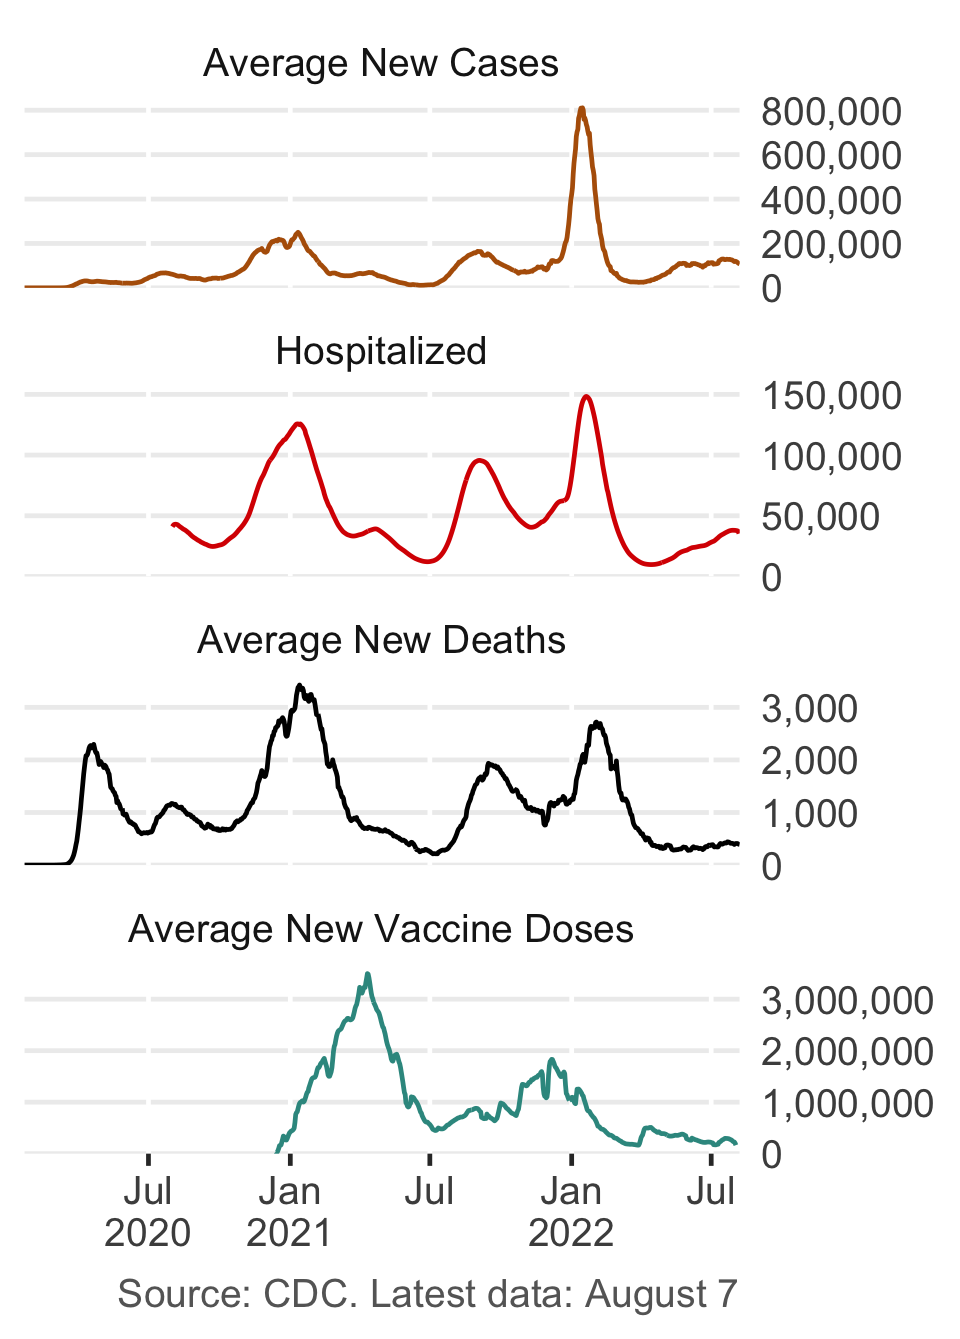 Average New Cases
800,000
600,000
400,000
200,000
0
Hospitalized
150,000
100,000
50,000
0
Average New Deaths
3,000
2,000
1,000
0
Average New Vaccine Doses
3,000,000
2,000,000
1,000,000
0
Jul Jan Jul Jan Jul
2020 2021 2022
Source: CDC. Latest data: August 7